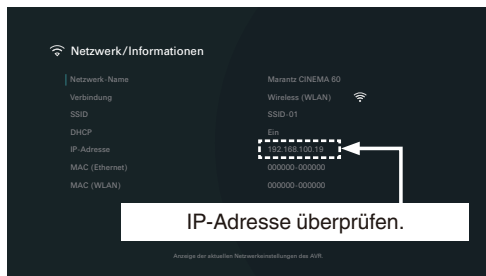 Netzwerk/Informationen
Netzwerk-Name Marantz CINEMA 60
Verbindung Wireless (WLAN)
SSID SSID-01
DHCP Ein
IP-Adresse 192.168.100.19
MAC (Ethernet) 000000-000000
MAC (WLAN) 000000-000000
IP-Adresse überprüfen.
Anzeige der aktuellen Netzwerkeinstellungen des AVR.